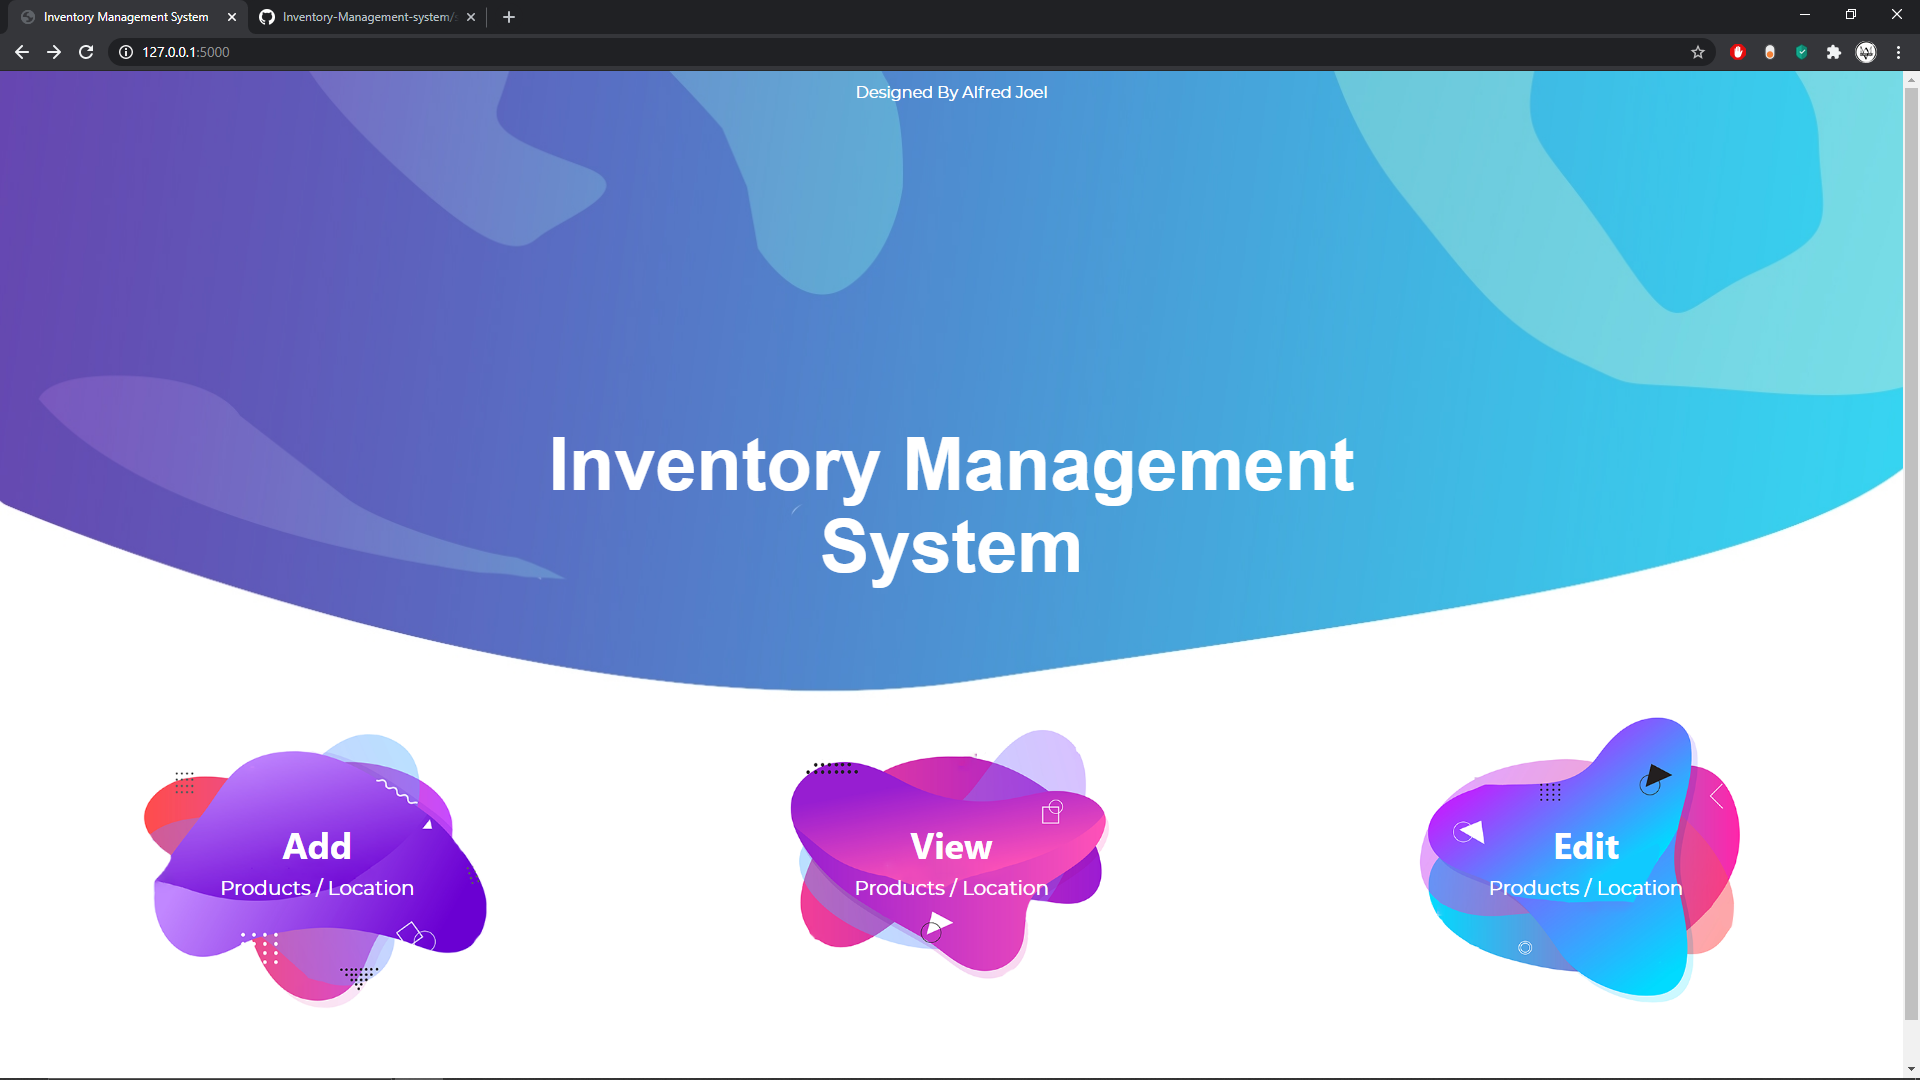 Inventory Management System
Inventory-Management-system/
127.0.0.1:5000
Designed By Alfred Joel
Inventory Management
System
Add
Products / Location
View
Products / Location
Edit
Products / Location